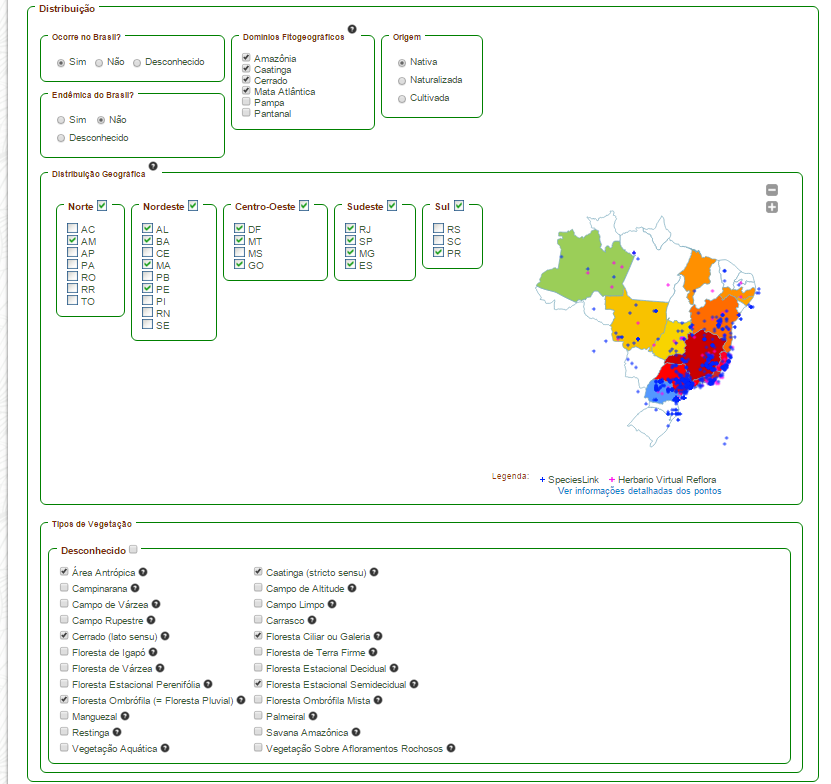 Distribuição
Ocorre no Brasil?
Sim Não Desconhecido
Endêmica do Brasil?
Sim Não
Desconhecido
Domínios Fitogeográficos ?
Amazônia
Caatinga
Cerrado
Mata Atlântica
Pampa
Pantanal
Origem
Nativa
Naturalizada
Cultivada
Distribuição Geográfica ?
Norte
AC
AM
AP
PA
RO
RR
TO
Nordeste
AL
BA
CE
MA
PB
PE
PI
RN
SE
Centro-Oeste
DF
MT
MS
GO
Sudeste
RJ
SP
MG
ES
Sul
RS
SC
PR
Legenda: + SpeciesLink + Herbario Virtual Reflora
Ver informações detalhadas dos pontos
Tipos de Vegetação
Desconhecido
Área Antrópica ? Caatinga (stricto sensu) ?
Campinarana ? Campo de Altitude ?
Campo de Várzea ? Campo Limpo ?
Campo Rupestre ? Carrasco ?
Cerrado (lato sensu) ? Floresta Ciliar ou Galeria ?
Floresta de Igapó ? Floresta de Terra Firme ?
Floresta de Várzea ? Floresta Estacional Decidual ?
Floresta Estacional Perenifólia ? Floresta Estacional Semidecidual ?
Floresta Ombrófila (= Floresta Pluvial) ? Floresta Ombrófila Mista ?
Manguezal ? Palmeiral ?
Restinga ? Savana Amazônica ?
Vegetação Aquática ? Vegetação Sobre Afloramentos Rochosos ?